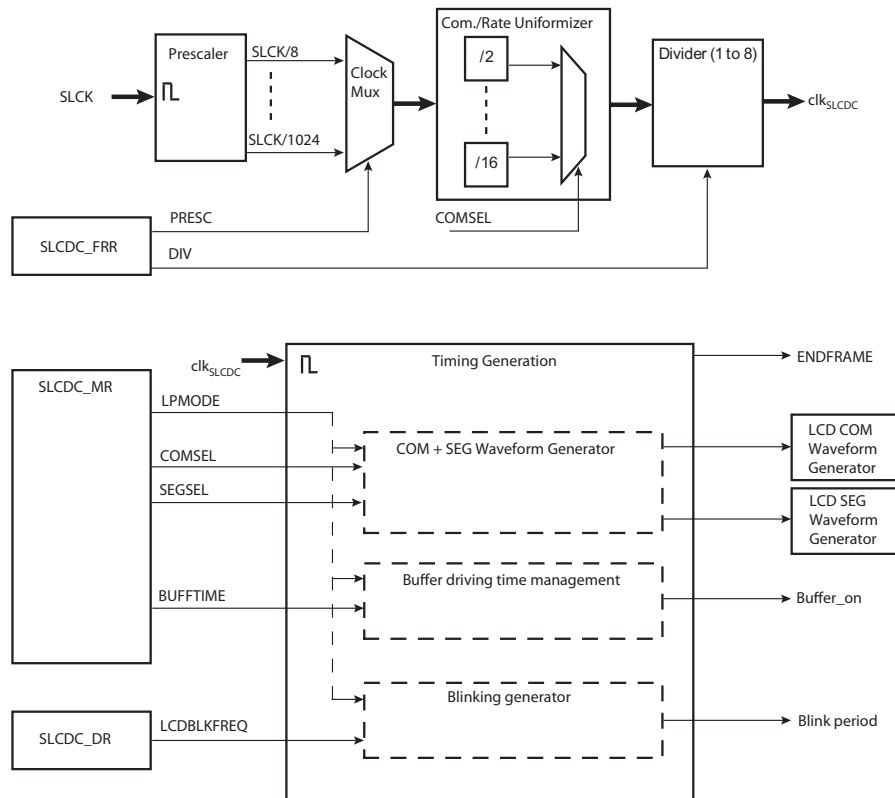 Com./Rate Uniformizer
Prescaler
SLCK/8
Clock
Mux
/2
Divider (1 to 8)
SLCK
clkSLCDC
SLCK/1024
/16
PRESC
COMSEL
SLCDC_FRR
DIV
clkSLCDC
Timing Generation
ENDFRAME
SLCDC_MR
LPMODE
COM + SEG Waveform Generator
LCD COM
Waveform
Generator
COMSEL
SEGSEL
LCD SEG
Waveform
Generator
Buffer driving time management
BUFFTIME
Buffer_on
Blinking generator
SLCDC_DR
LCDBLKFREQ
Blink period